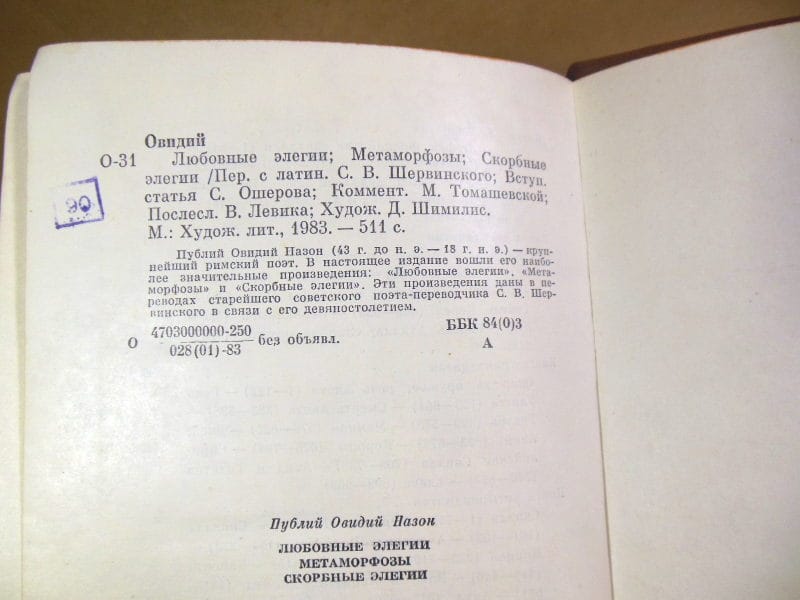 Овидий
О-31 Любовные элегии; Метаморфозы; Скорбные
элегии /Пер. с латин. С. В. Шервинского; Вступ.
статья С. Ошерова; Коммент. М. Томашевской;
Послесл. В. Левика; Худож. Д. Шимилис.
М.: Худож. лит., 1983. — 511 с.
90
Публий Овидий Назон (43 г. до н. э. — 18 г. н. э.) — круп-
нейший римский поэт. В настоящее издание вошли его наибо-
лее значительные произведения: «Любовные элегии», «Мета-
морфозы» и «Скорбные элегии». Эти произведения даны в пе-
реводах старейшего советского поэта-переводчика С. В. Шер-
винского в связи с его девяностолетием.
О 4703000000-250 без объявл. ББК 84(0)3
028(01)-83 А
Публий Овидий Назон
ЛЮБОВНЫЕ ЭЛЕГИИ
МЕТАМОРФОЗЫ
СКОРБНЫЕ ЭЛЕГИИ